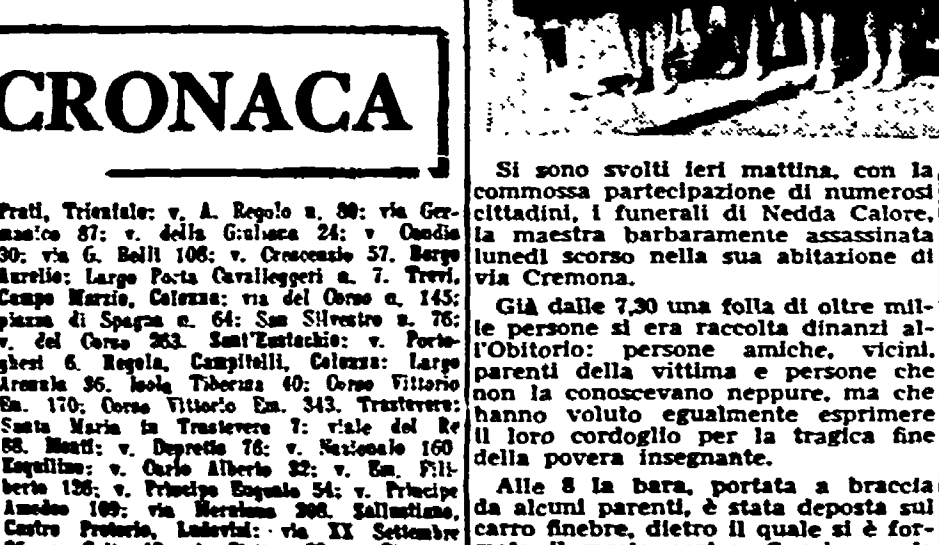 CRONACA
Prati, Trionfale: v. A. Regolo n. 89; via Ger-
manico 87; v. della Giuliana 24; v Candia
30; via G. Belli 108; v. Crescenzio 57. Borgo
Aurelio: Largo Porta Cavalleggeri n. 7. Trevi,
Campo Marzio, Colonna: via del Corso n. 145;
piazza di Spagna n. 64; San Silvestro n. 76;
v. del Corso 263. Sant'Eustachio: v. Porto-
ghesi 6. Regola, Campitelli, Colonna: Largo
Arenula 36. Isola Tiberina 40; Corso Vittorio
Em. 170; Corso Vittorio Em. 343. Trastevere:
Santa Maria in Trastevere 7; viale del Re
88. Monti: v. Depretis 76; v. Nazionale 160
Esquilino: v. Carlo Alberto 32; v. Em. Fili-
berto 126; v. Principe Eugenio 54; v. Principe
Amedeo 109; via Merulana 208. Sallustiano,
Castro Pretorio, Ludovisi: via XX Settembre
Si sono svolti ieri mattina, con la
commossa partecipazione di numerosi
cittadini, i funerali di Nedda Calore,
la maestra barbaramente assassinata
lunedì scorso nella sua abitazione di
via Cremona.
Già dalle 7,30 una folla di oltre mil-
le persone si era raccolta dinanzi al-
l'Obitorio: persone amiche, vicini,
parenti della vittima e persone che
non la conoscevano neppure, ma che
hanno voluto egualmente esprimere
il loro cordoglio per la tragica fine
della povera insegnante.
Alle 8 la bara, portata a braccia
da alcuni parenti, è stata deposta sul
carro finebre, dietro il quale si è for-